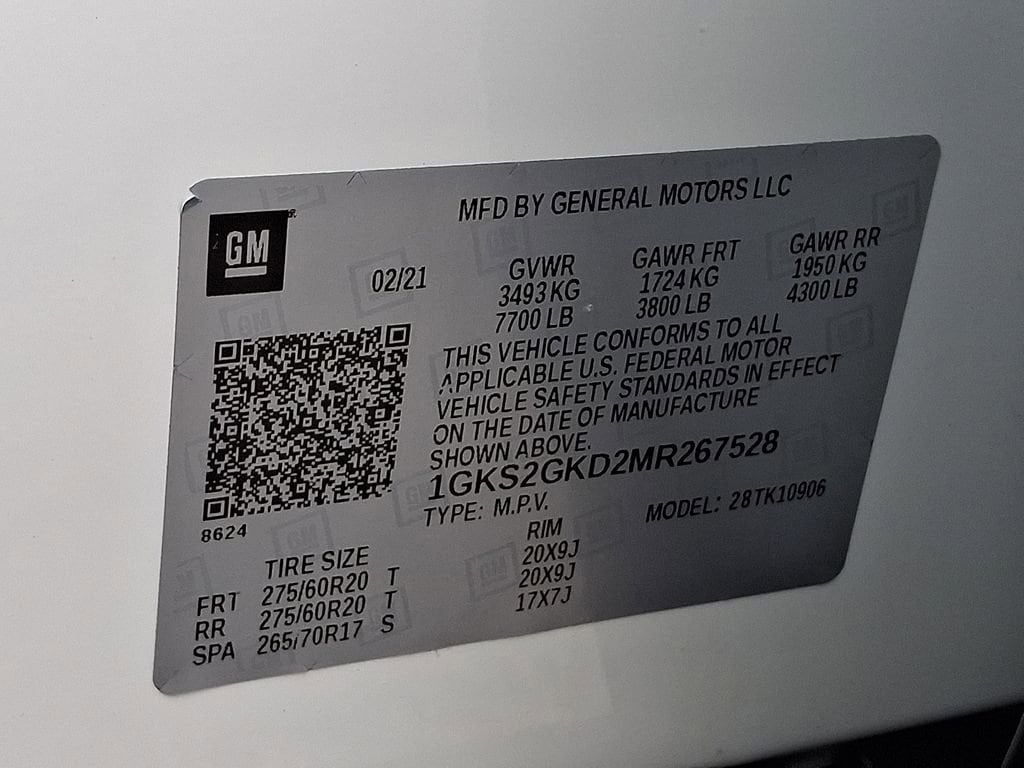 MFD BY GENERAL MOTORS LLC
GM
02/21
GVWR GAWR FRT GAWR RR
3493 KG 1724 KG 1950 KG
7700 LB 3800 LB 4300 LB
THIS VEHICLE CONFORMS TO ALL
APPLICABLE U.S. FEDERAL MOTOR
VEHICLE SAFETY STANDARDS IN EFFECT
ON THE DATE OF MANUFACTURE
SHOWN ABOVE.
1GKS2GKD2MR267528
TYPE: M.P.V. MODEL: 28TK10906
8624
TIRE SIZE RIM
FRT 275/60R20 T 20X9J
RR 275/60R20 T 20X9J
SPA 265/70R17 S 17X7J